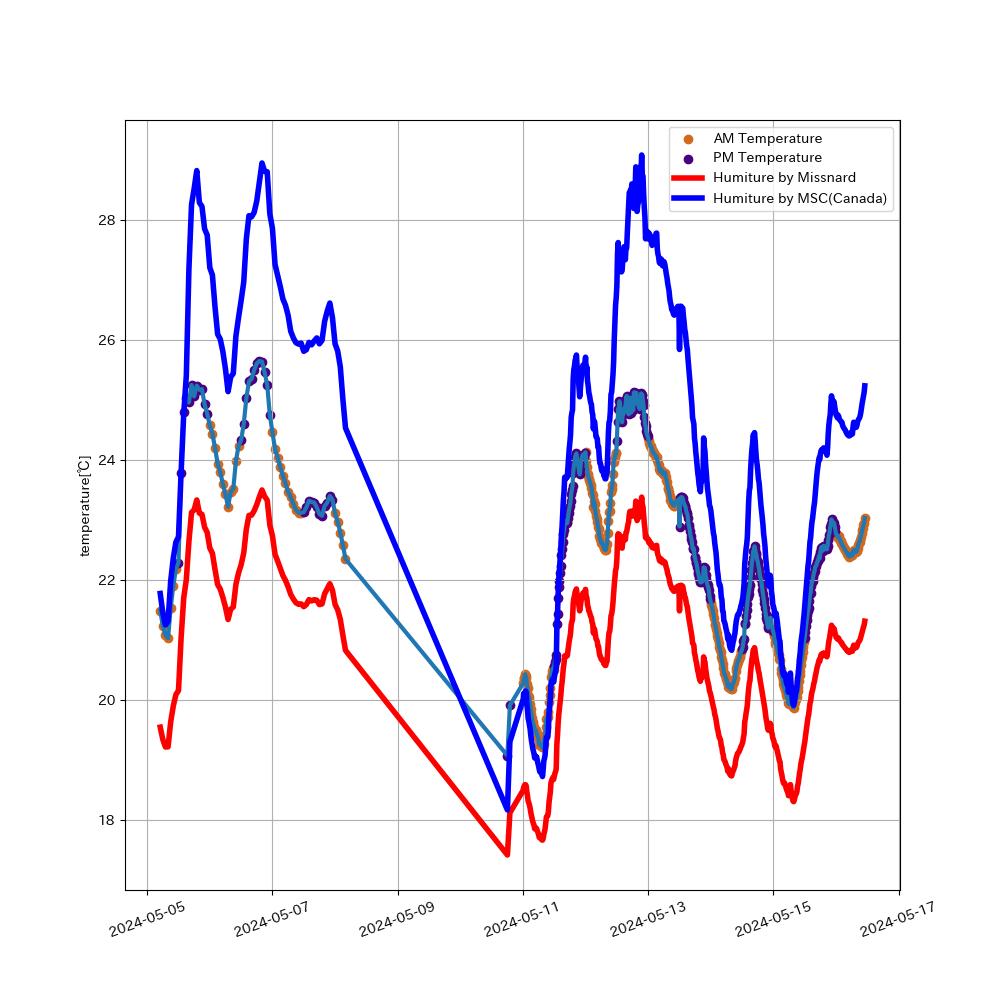 AM Temperature
PM Temperature
Humiture by Missnard
Humiture by MSC(Canada)
28
26
24
22
20
18
temperature[℃]
2024-05-05
2024-05-07
2024-05-09
2024-05-11
2024-05-13
2024-05-15
2024-05-17